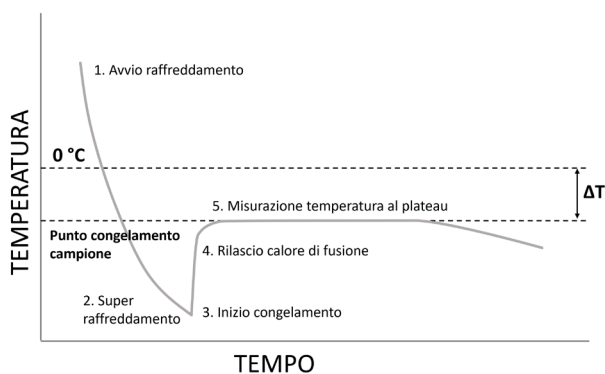 1. Avvio raffreddamento
0 °C
ΔT
5. Misurazione temperatura al plateau
Punto congelamento
campione
4. Rilascio calore di fusione
2. Super
raffreddamento
3. Inizio congelamento
TEMPERATURA
TEMPO